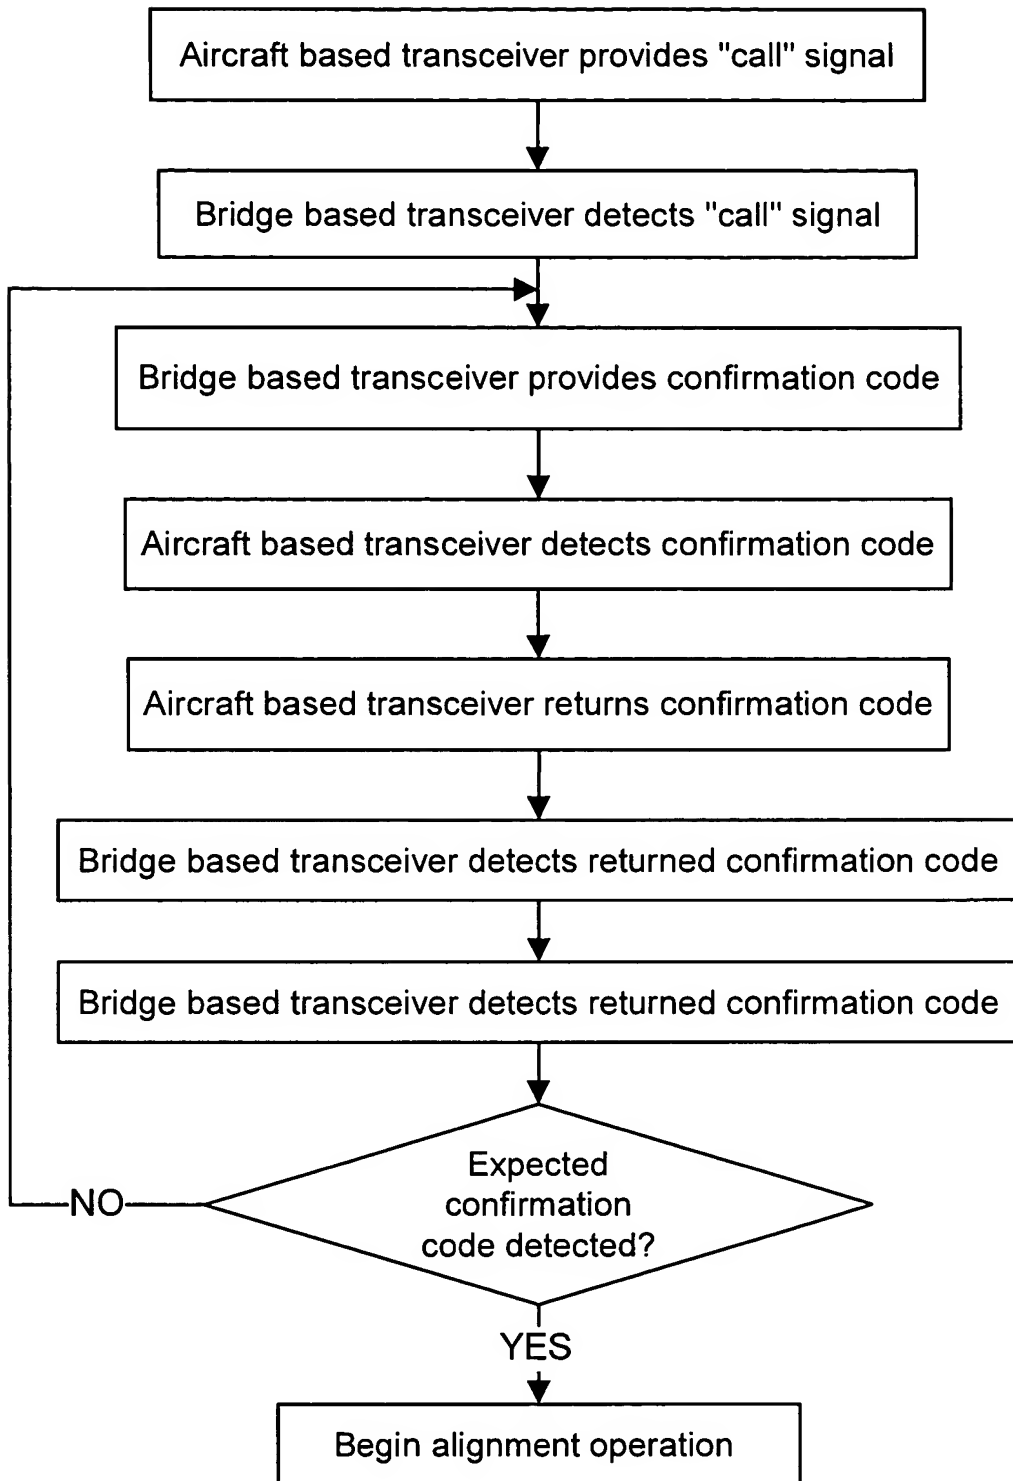 Aircraft based transceiver provides "call" signal
Bridge based transceiver detects "call" signal
Bridge based transceiver provides confirmation code
Aircraft based transceiver detects confirmation code
Aircraft based transceiver returns confirmation code
Bridge based transceiver detects returned confirmation code
Bridge based transceiver detects returned confirmation code
Expected
confirmation
code detected?
NO
YES
Begin alignment operation